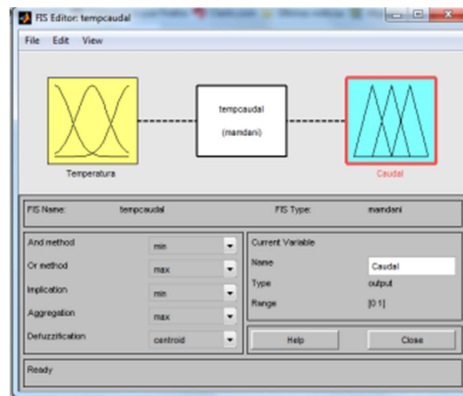 FIS Editor: tempcaudal
File Edit View
tempcaudal
(mamdani)
Temperatura
Caudal
FIS Name: tempcaudal FIS Type: mamdani
And method min
Or method max
Implication min
Aggregation max
Defuzzification centroid
Current Variable
Name Caudal
Type output
Range [0 1]
Help Close
Ready